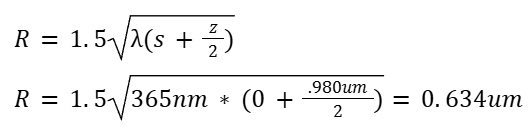 R = 1.5√(λ(s + z/2))
R = 1.5√(365nm * (0 + .980um/2)) = 0.634um